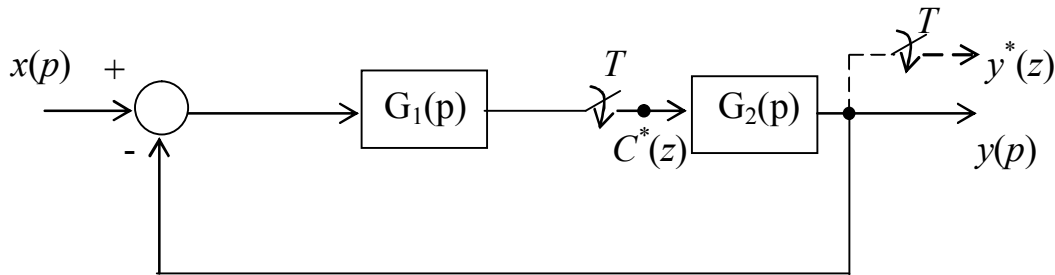 T
x(p)
+
T
y*(z)
G₁(p)
G₂(p)
-
C*(z)
y(p)